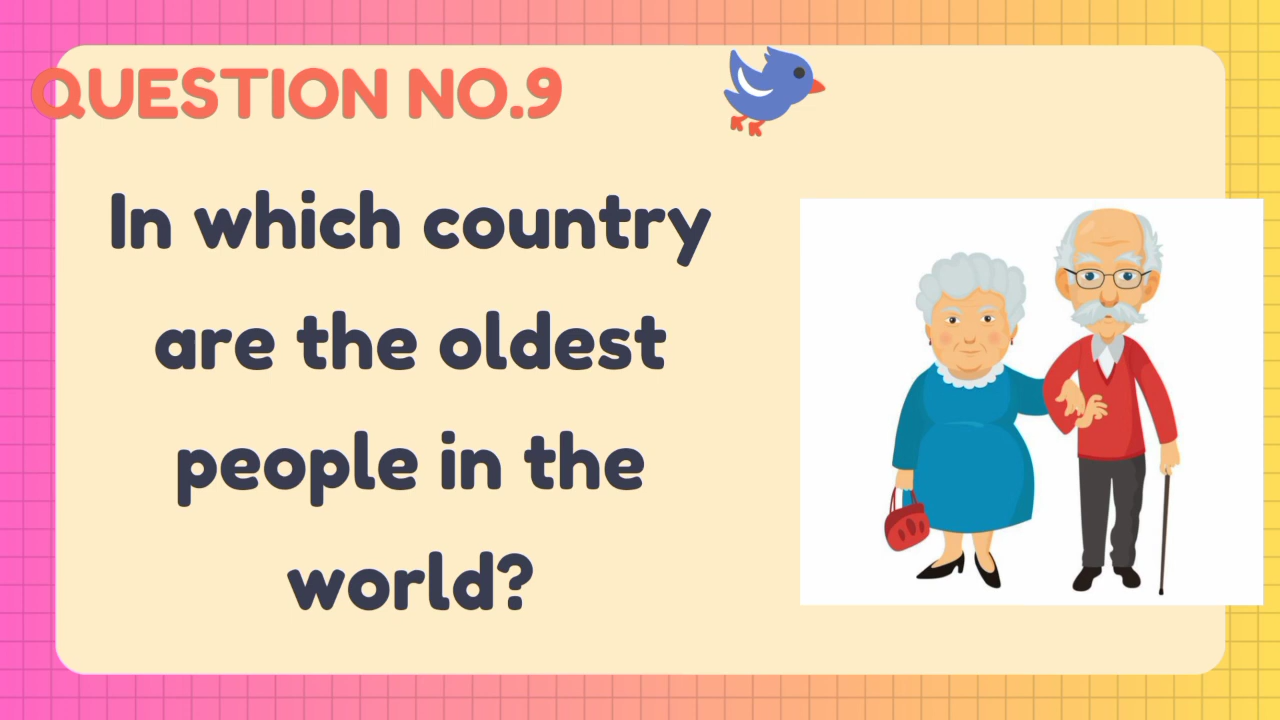 QUESTION NO.9
In which country
are the oldest
people in the
world?